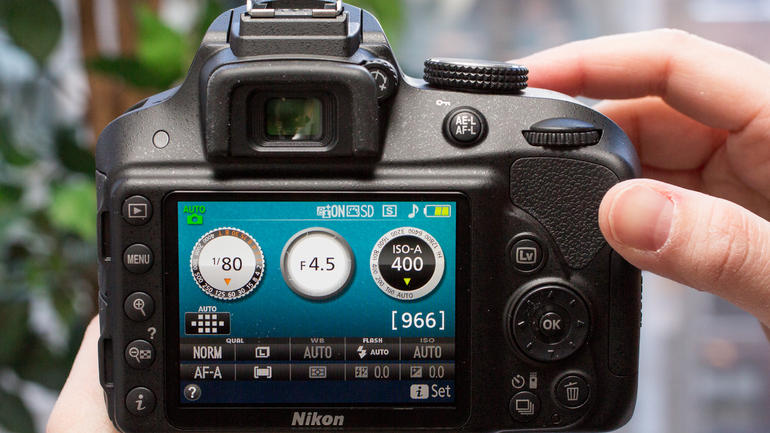 AE-L
AF-L
AUTO
ON SD S
1/80
F 4.5
ISO-A
400
AUTO
MENU
Lv
AUTO
[966]
?
QUAL WB FLASH ISO
NORM L AUTO AUTO AUTO
OK
AF-A 0.0 0.0
? i Set
i
Nikon